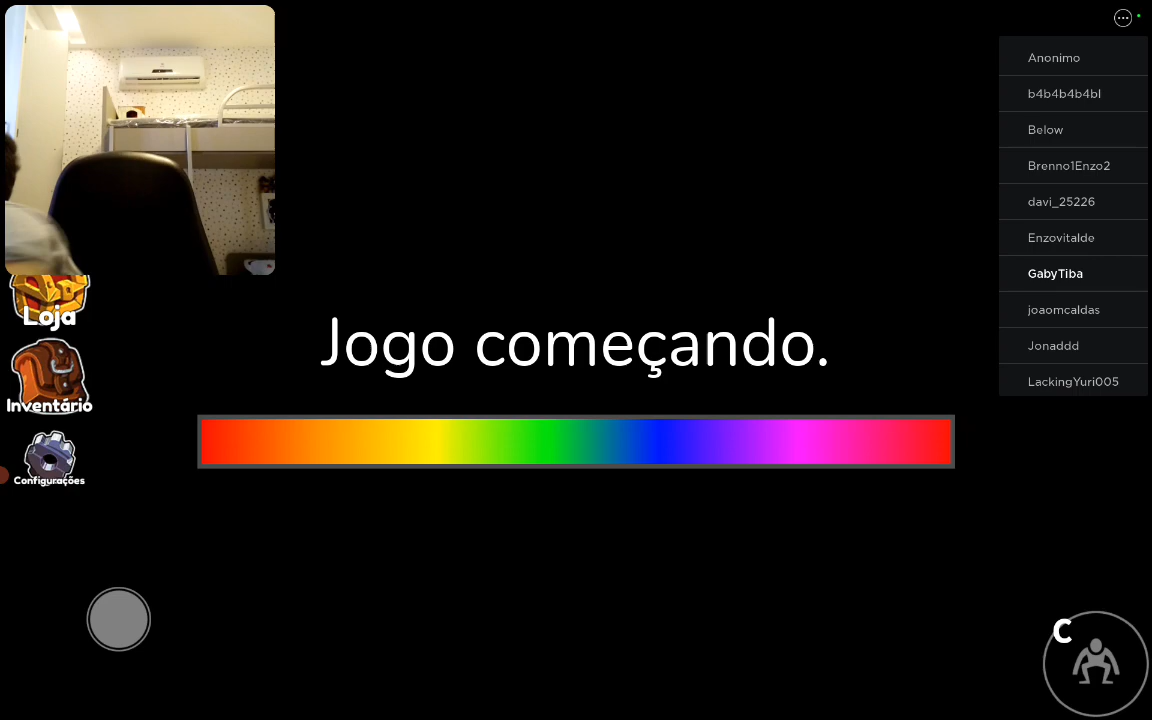 Anonimo
b4b4b4b4bl
Below
Brenno1Enzo2
davi_25226
Enzovitalde
GabyTiba
joaomcaldas
Jonaddd
LackingYuri005
Loja
Inventário
Configurações
Jogo começando.
C